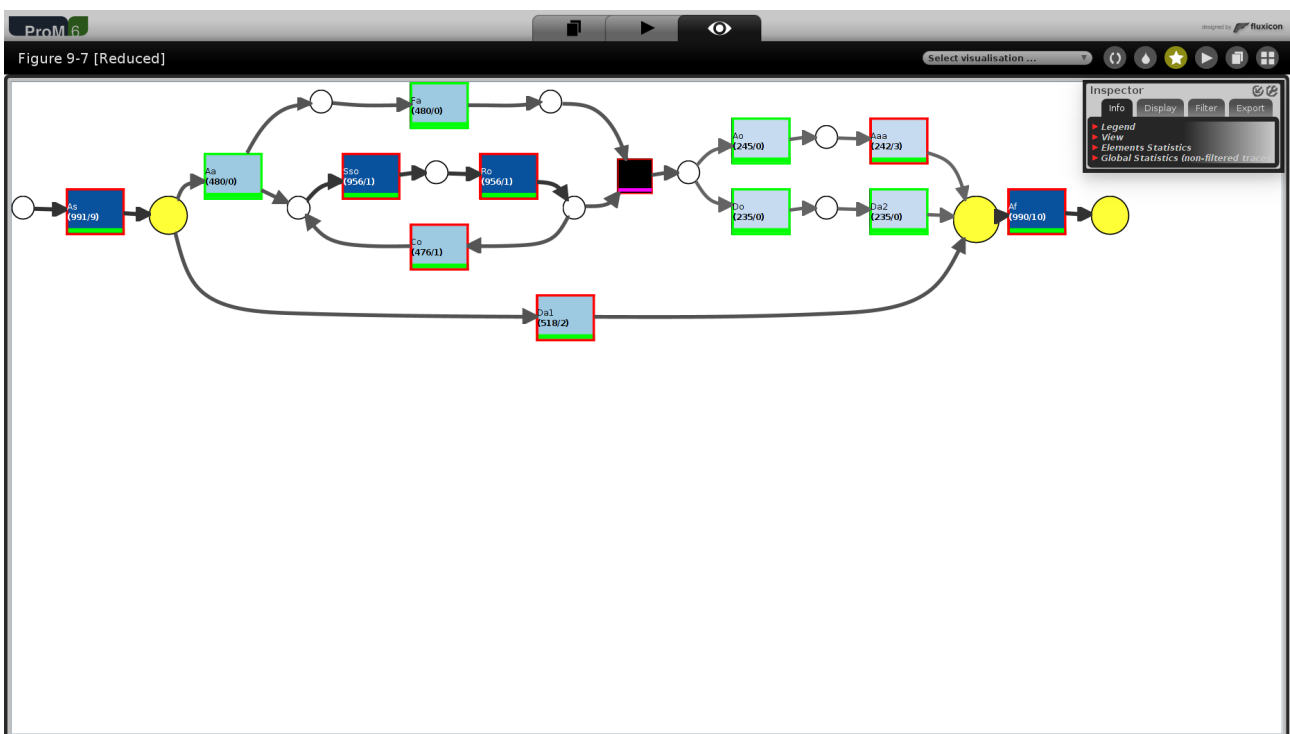 ProM 6
designed by fluxicon
Figure 9-7 [Reduced]
Select visualisation ...
Inspector
Info Display Filter Export
Legend
View
Elements Statistics
Global Statistics (non-filtered traces
Fa
(480/0)
Ao
(245/0)
Aaa
(242/3)
Aa
(480/0)
Sso
(956/1)
Ro
(956/1)
As
(991/9)
Do
(235/0)
Da2
(235/0)
Af
(990/10)
Co
(476/1)
Da1
(518/2)